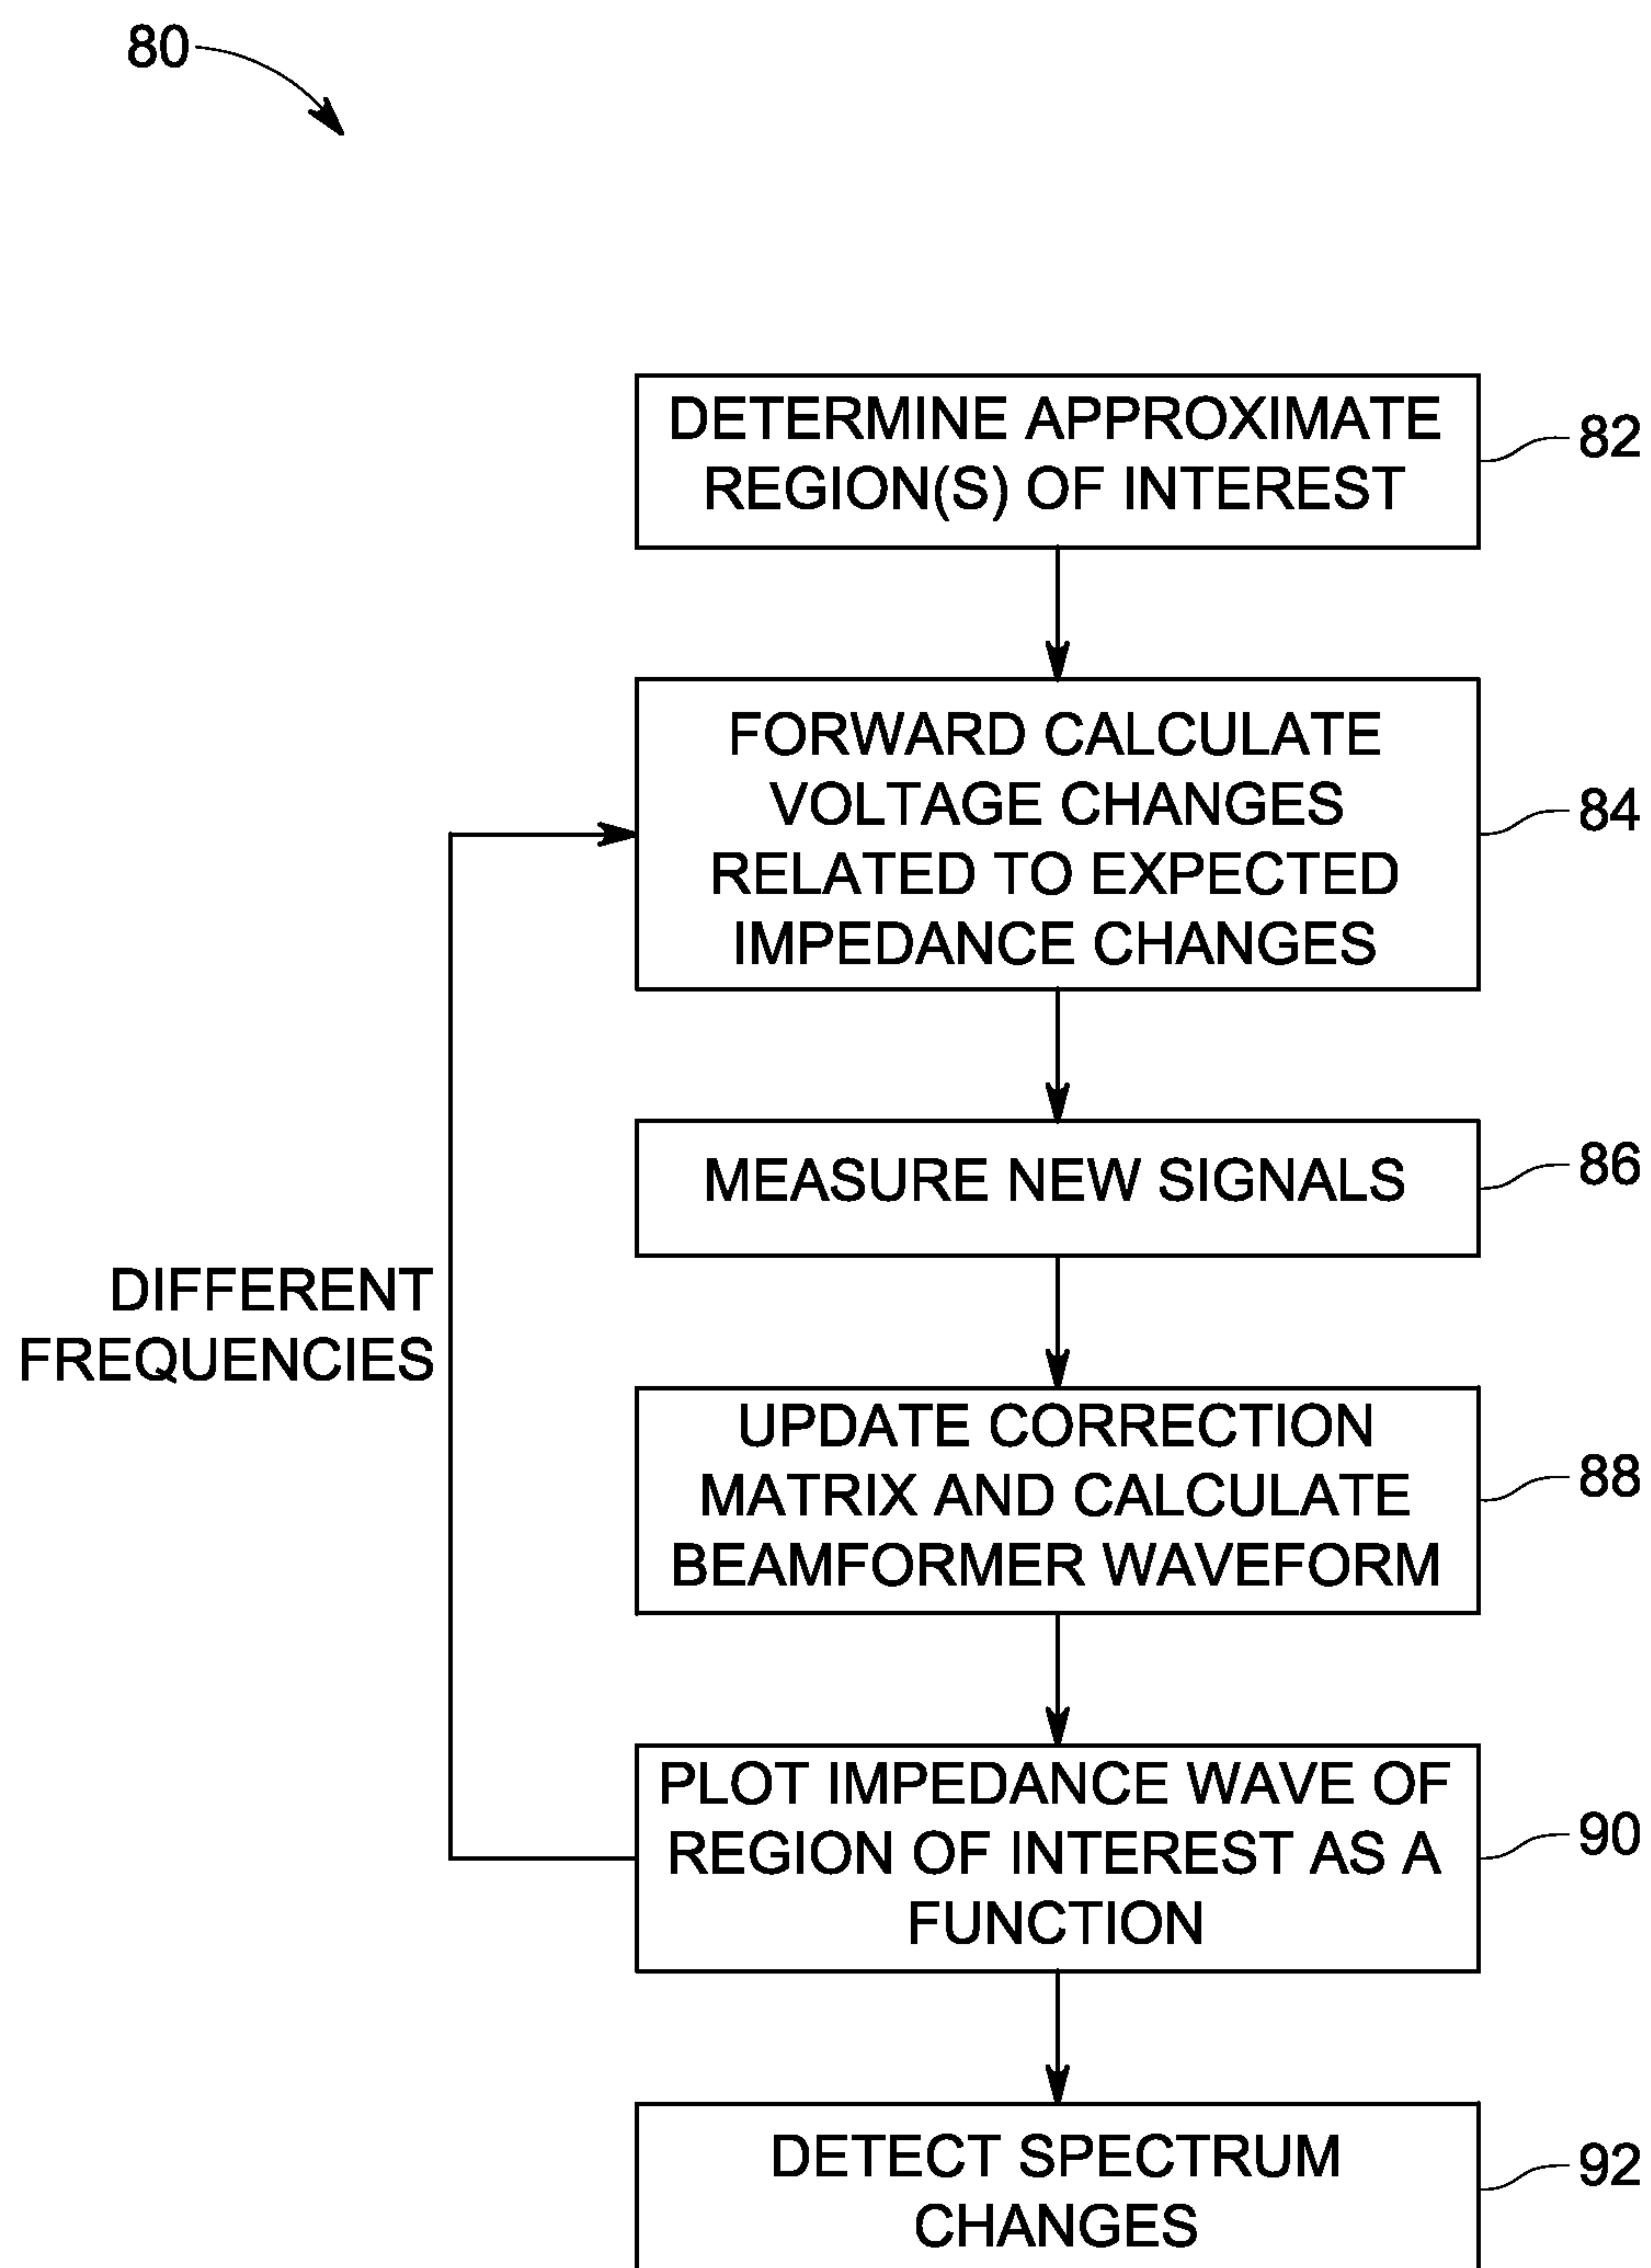 80
DETERMINE APPROXIMATE
REGION(S) OF INTEREST
82
FORWARD CALCULATE
VOLTAGE CHANGES
RELATED TO EXPECTED
IMPEDANCE CHANGES
84
MEASURE NEW SIGNALS
86
DIFFERENT
FREQUENCIES
UPDATE CORRECTION
MATRIX AND CALCULATE
BEAMFORMER WAVEFORM
88
PLOT IMPEDANCE WAVE OF
REGION OF INTEREST AS A
FUNCTION
90
DETECT SPECTRUM
CHANGES
92